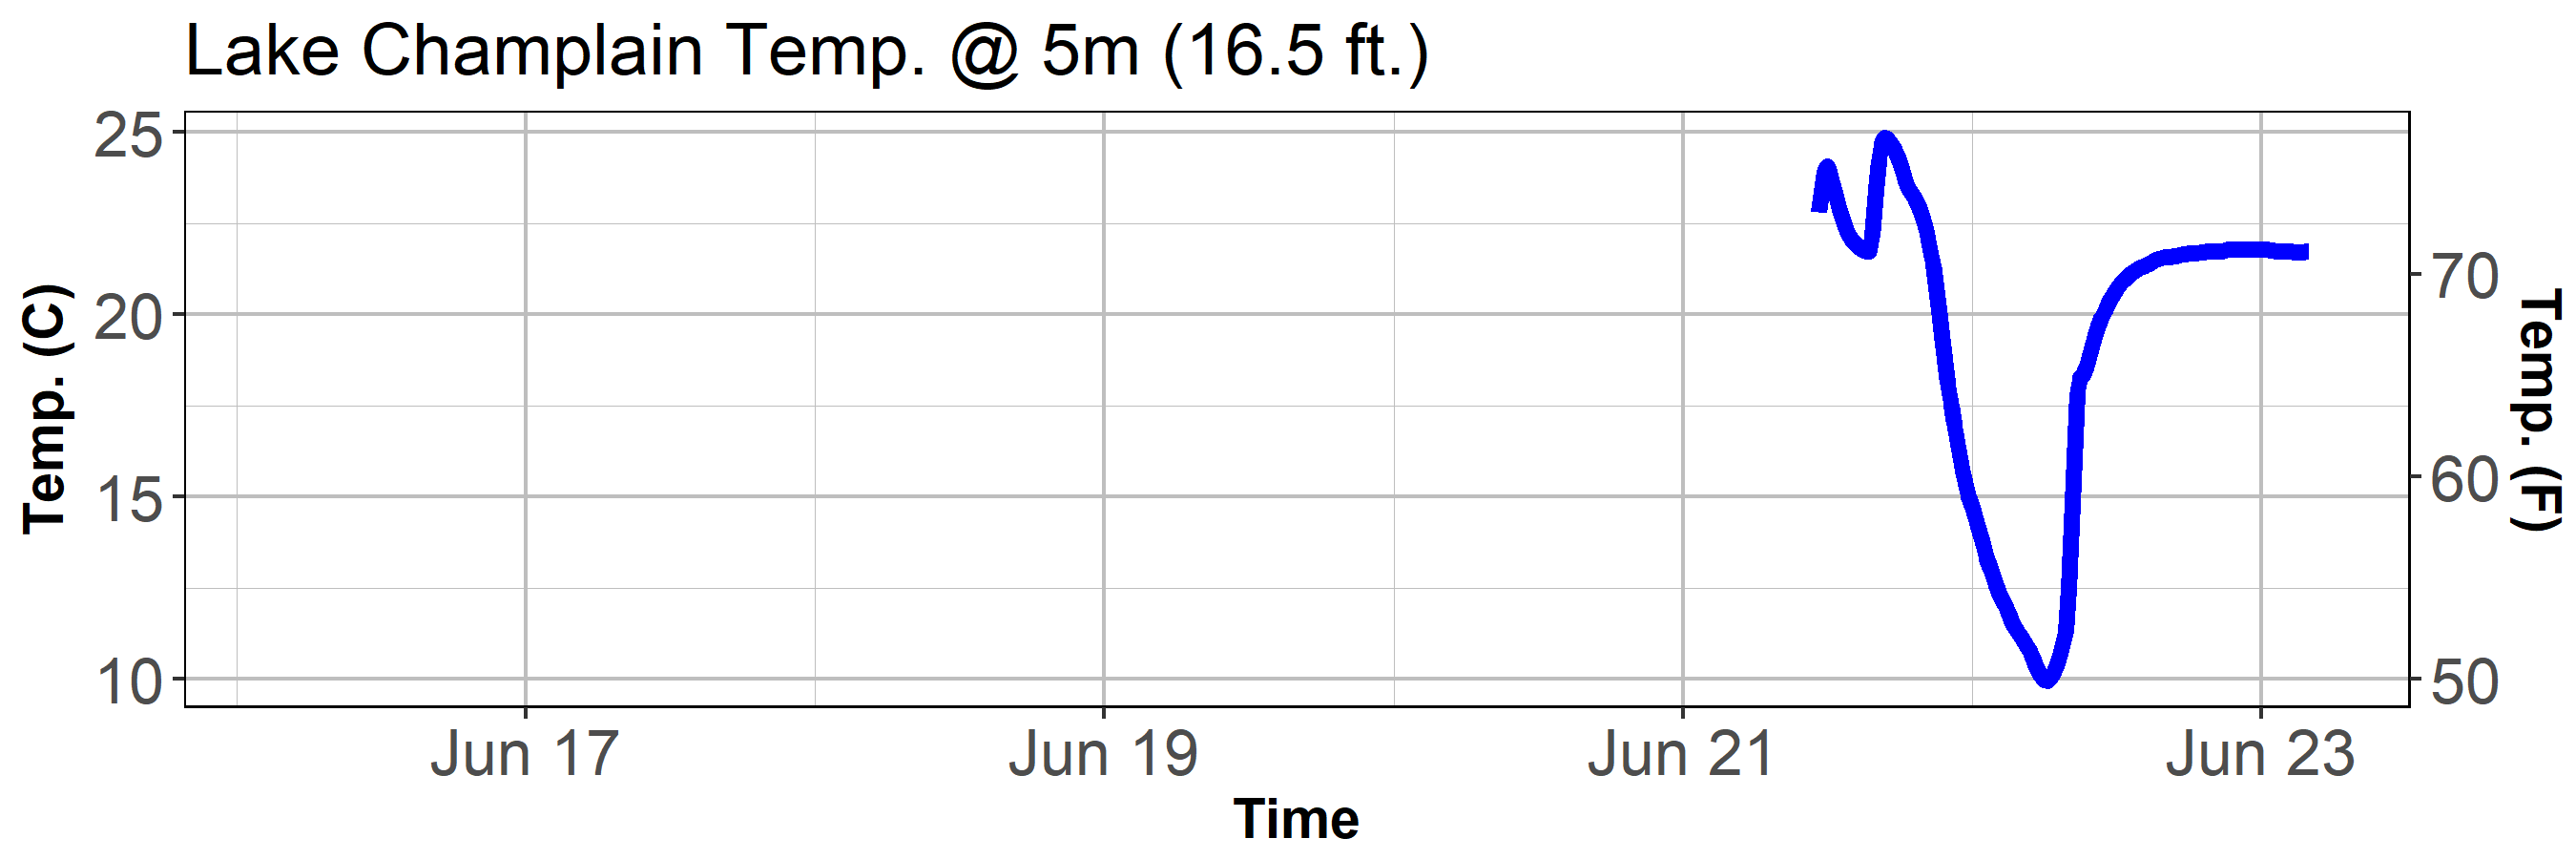 Lake Champlain Temp. @ 5m (16.5 ft.)
25
20
15
10
Temp. (C)
70
60
50
Temp. (F)
Jun 17 Jun 19 Jun 21 Jun 23
Time